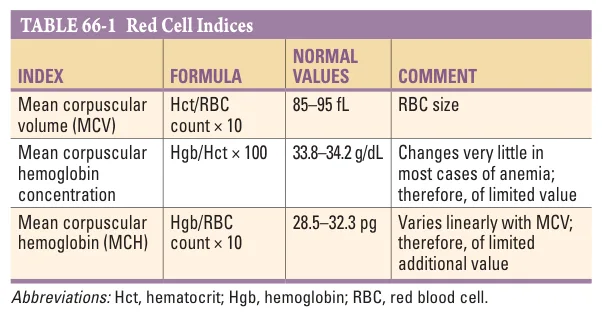 TABLE 66-1 Red Cell Indices
INDEX FORMULA NORMAL VALUES COMMENT
Mean corpuscular volume (MCV) Hct/RBC count × 10 85–95 fL RBC size
Mean corpuscular hemoglobin concentration Hgb/Hct × 100 33.8–34.2 g/dL Changes very little in most cases of anemia; therefore, of limited value
Mean corpuscular hemoglobin (MCH) Hgb/RBC count × 10 28.5–32.3 pg Varies linearly with MCV; therefore, of limited additional value
Abbreviations: Hct, hematocrit; Hgb, hemoglobin; RBC, red blood cell.